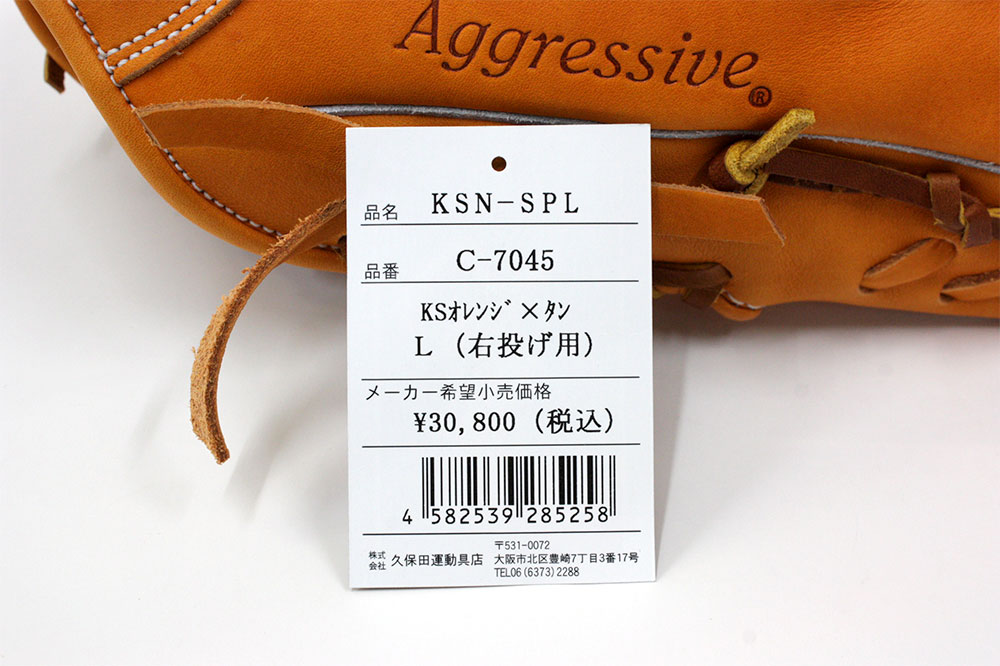 Aggressive®
品名 KSN-SPL
品番 C-7045
KSｵﾚﾝｼﾞ×ﾀﾝ
L (右投げ用)
メーカー希望小売価格
¥30,800 (税込)
4 582539 285258
株式会社 久保田運動具店
〒531-0072
大阪市北区豊崎7丁目3番17号
TEL06(6373)2288